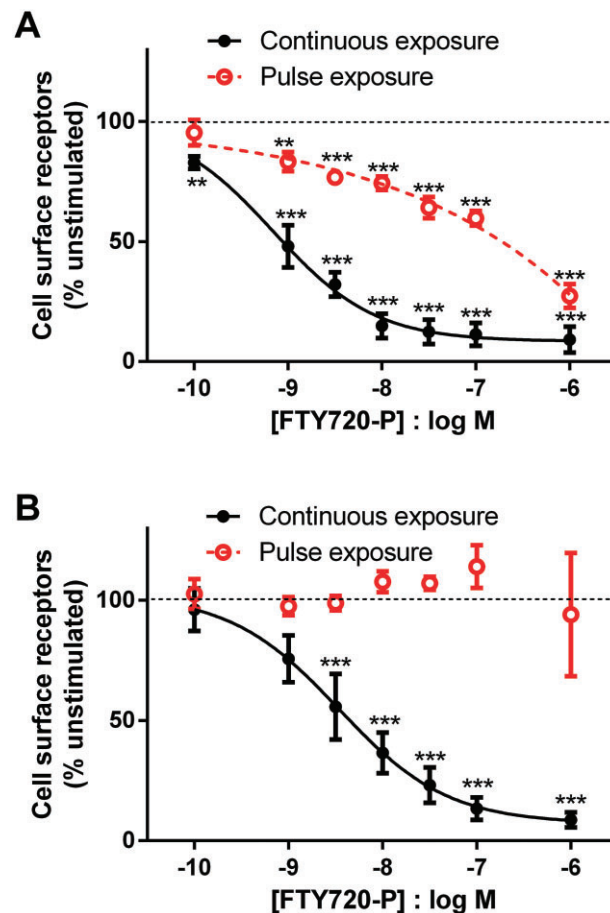 A
Continuous exposure
Pulse exposure
Cell surface receptors
(% unstimulated)
100
50
0
**
**
***
***
***
***
***
***
***
***
***
***
***
***
-10 -9 -8 -7 -6
[FTY720-P] : log M
B
Continuous exposure
Pulse exposure
Cell surface receptors
(% unstimulated)
100
50
0
***
***
***
***
***
-10 -9 -8 -7 -6
[FTY720-P] : log M